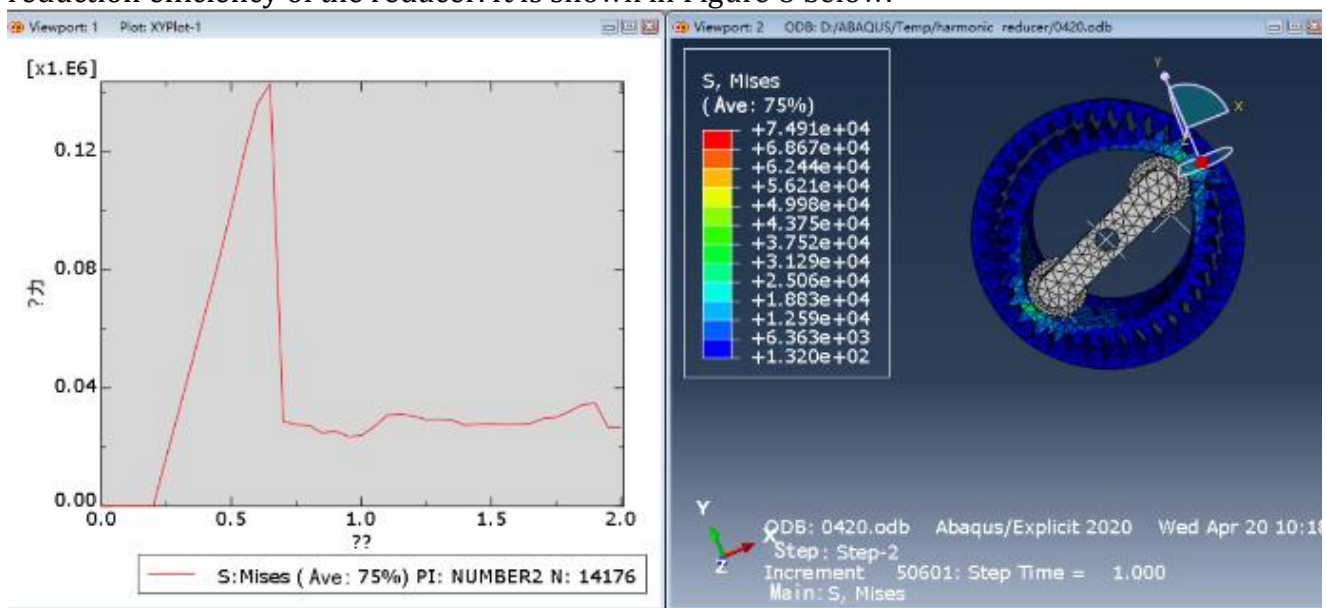 Viewport: 1 Plot: XYPlot-1
[x1.E6]
0.12
0.08
0.04
0.00
?力
0.0 0.5 1.0 1.5 2.0
??
S:Mises (Ave: 75%) PI: NUMBER2 N: 14176
Viewport: 2 ODB: D:/ABAQUS/Temp/harmonic reducer/0420.odb
S, Mises
(Ave: 75%)
+7.491e+04
+6.867e+04
+6.244e+04
+5.621e+04
+4.998e+04
+4.375e+04
+3.752e+04
+3.129e+04
+2.506e+04
+1.883e+04
+1.259e+04
+6.363e+03
+1.320e+02
Y
X
Z
Y
X
Z
ODB: 0420.odb Abaqus/Explicit 2020 Wed Apr 20 10:18
Step: Step-2
Increment 50601: Step Time = 1.000
Main: S, Mises